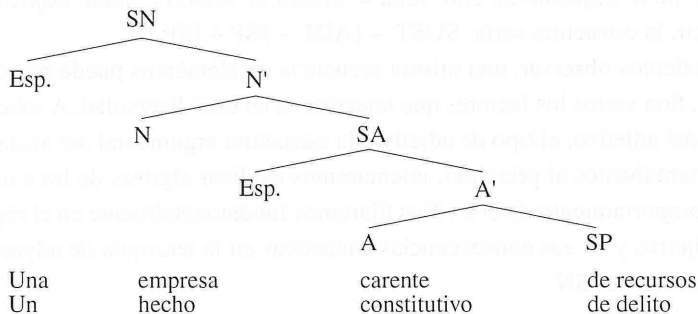 SN
Esp. N'
N SA
Esp. A'
A SP
Una empresa carente de recursos
Un hecho constitutivo de delito